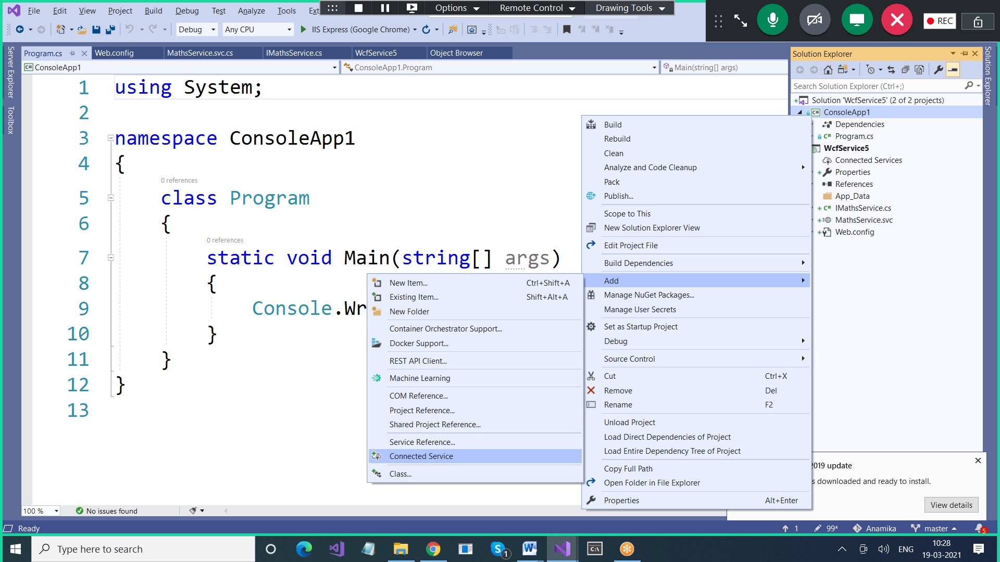 File Edit View Project Build Debug Test Analyze Tools Ext
Options Remote Control Drawing Tools
REC
Debug Any CPU IIS Express (Google Chrome)
Server Explorer
Toolbox
Program.cs Web.config MathsService.svc.cs IMathsService.cs WcfService5 Object Browser
C# ConsoleApp1 ConsoleApp1.Program Main(string[] args)
1 using System;
2
3 namespace ConsoleApp1
4 {
0 references
5 class Program
6 {
0 references
7 static void Main(string[] args)
8 {
9 Console.Wr
10 }
11 }
12 }
13
New Item... Ctrl+Shift+A
Existing Item... Shift+Alt+A
New Folder
Container Orchestrator Support...
Docker Support...
REST API Client...
Machine Learning
COM Reference...
Project Reference...
Shared Project Reference...
Service Reference...
Connected Service
Class...
Build
Rebuild
Clean
Analyze and Code Cleanup
Pack
Publish...
Scope to This
New Solution Explorer View
Edit Project File
Build Dependencies
Add
Manage NuGet Packages...
Manage User Secrets
Set as Startup Project
Debug
Source Control
Cut Ctrl+X
Remove Del
Rename F2
Unload Project
Load Direct Dependencies of Project
Load Entire Dependency Tree of Project
Copy Full Path
Open Folder in File Explorer
Properties Alt+Enter
Solution Explorer
Search Solution Explorer (Ctrl+;)
Solution 'WcfService5' (2 of 2 projects)
C# ConsoleApp1
Dependencies
C# Program.cs
WcfService5
Connected Services
Properties
References
App_Data
C# IMathsService.cs
MathsService.svc
Web.config
Solution Explorer
2019 update
s downloaded and ready to install.
View details
100 % No issues found
Ready 1 99* Anamika master 5
Type here to search 1 ENG 10:28
19-03-2021